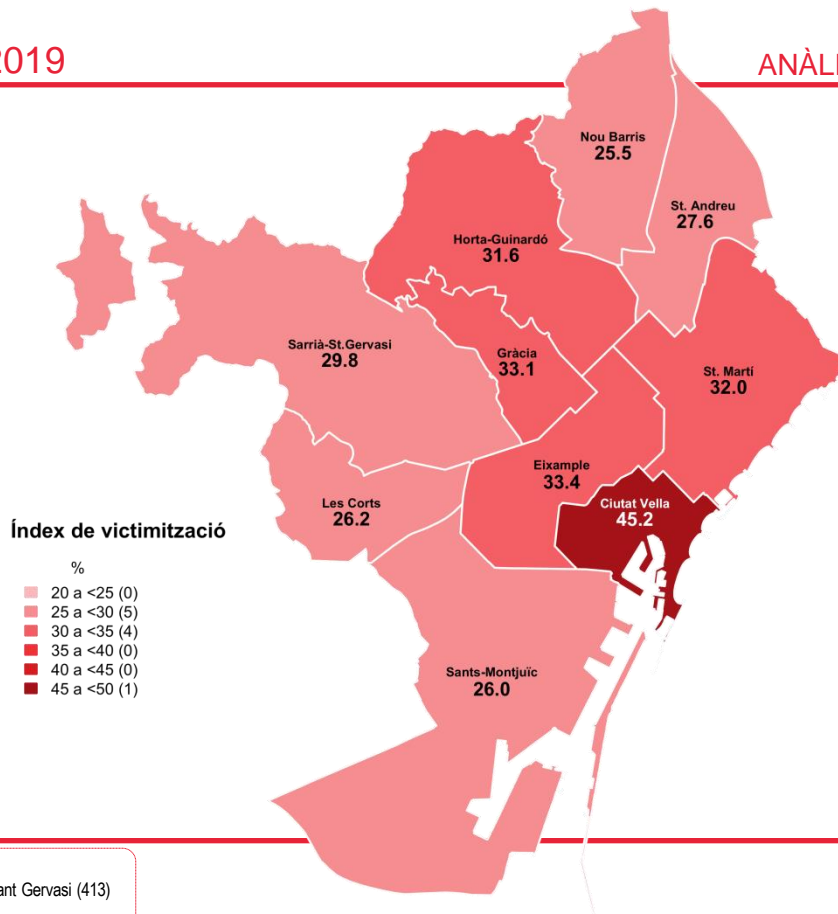 2019
ANÀLI
Nou Barris
25.5
St. Andreu
27.6
Horta-Guinardó
31.6
Sarrià-St.Gervasi
29.8
Gràcia
33.1
St. Martí
32.0
Eixample
33.4
Les Corts
26.2
Ciutat Vella
45.2
Índex de victimització
%
20 a <25 (0)
25 a <30 (5)
30 a <35 (4)
35 a <40 (0)
40 a <45 (0)
45 a <50 (1)
Sants-Montjuïc
26.0
ant Gervasi (413)